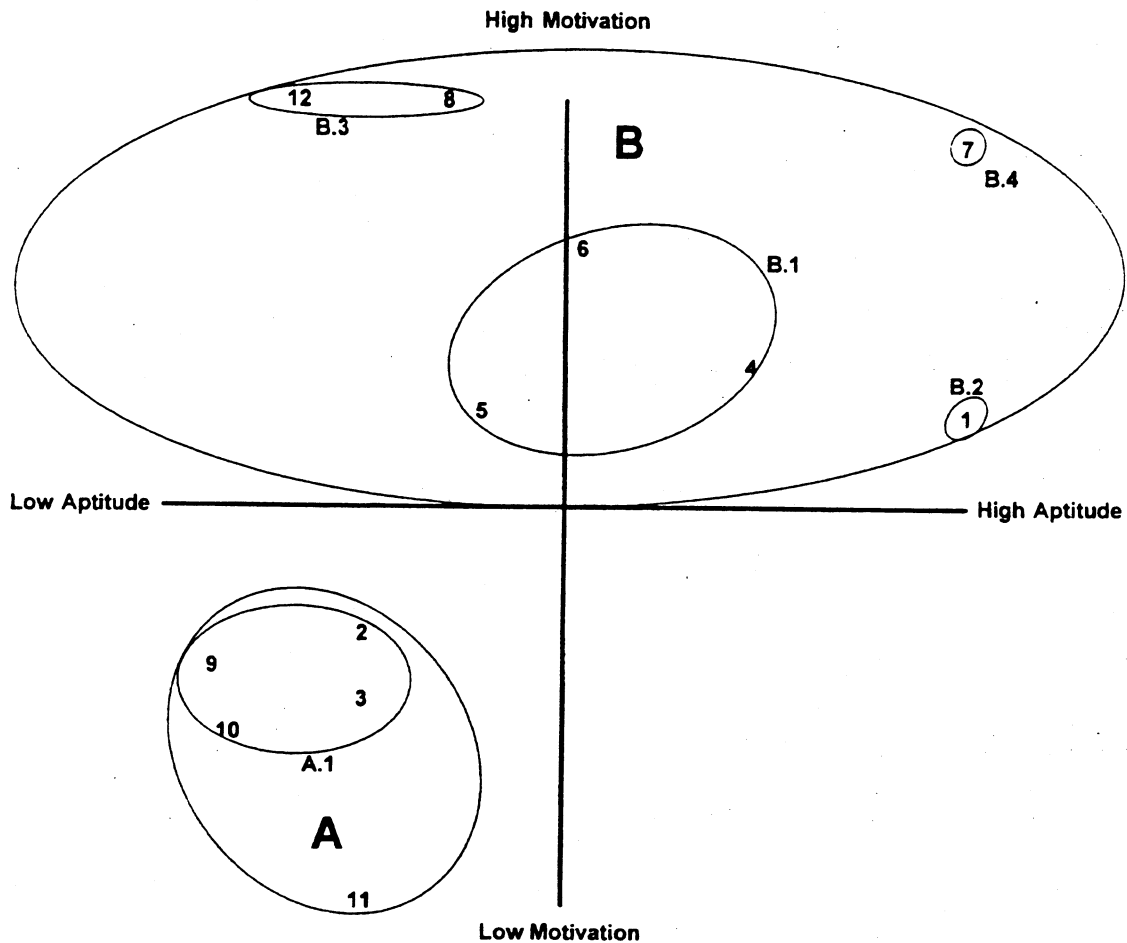 High Motivation
12 8
B.3
B
7
B.4
6
B.1
4
B.2
1
5
Low Aptitude
High Aptitude
2
9
3
10
A.1
A
11
Low Motivation